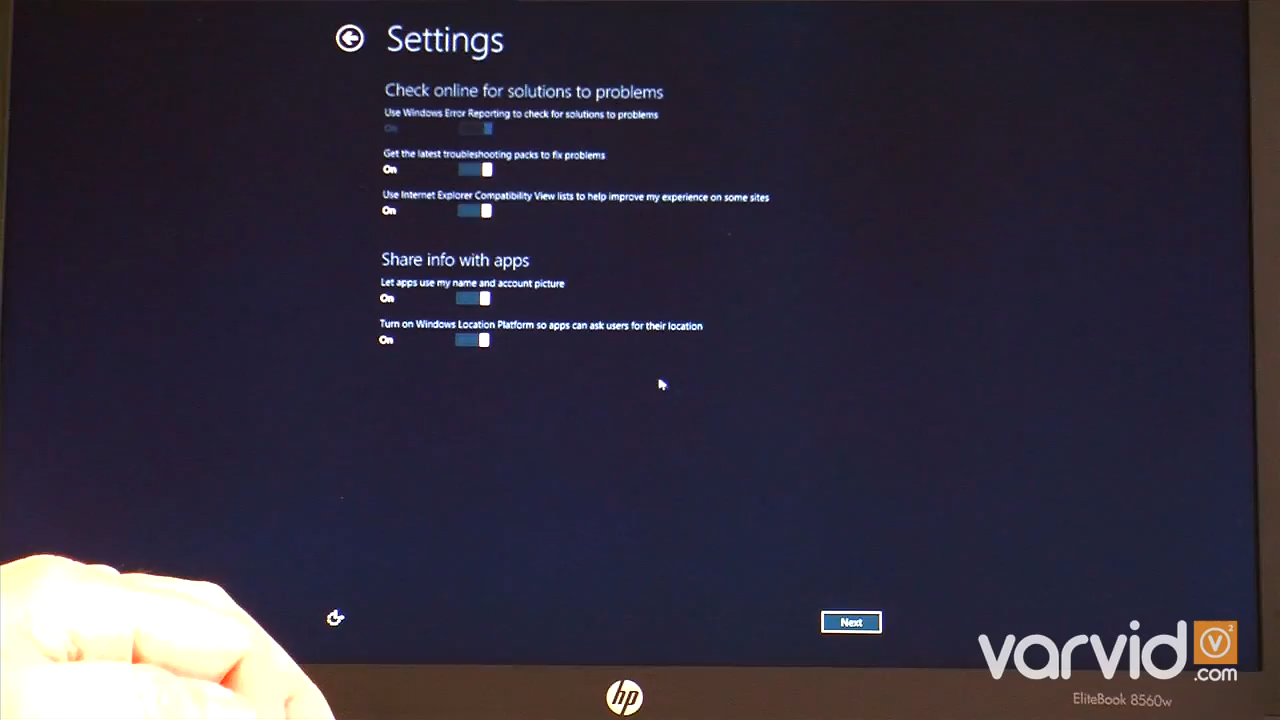 Settings
Check online for solutions to problems
Use Windows Error Reporting to check for solutions to problems
On
Get the latest troubleshooting packs to fix problems
On
Use Internet Explorer Compatibility View lists to help improve my experience on some sites
On
Share info with apps
Let apps use my name and account picture
On
Turn on Windows Location Platform so apps can ask users for their location
On
Next
varvid v2
.com
hp
EliteBook 8560w